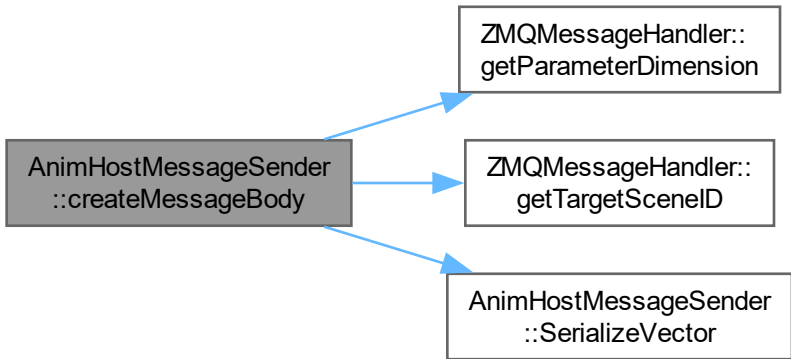 AnimHostMessageSender
::createMessageBody
ZMQMessageHandler::
getParameterDimension
ZMQMessageHandler::
getTargetSceneID
AnimHostMessageSender
::SerializeVector